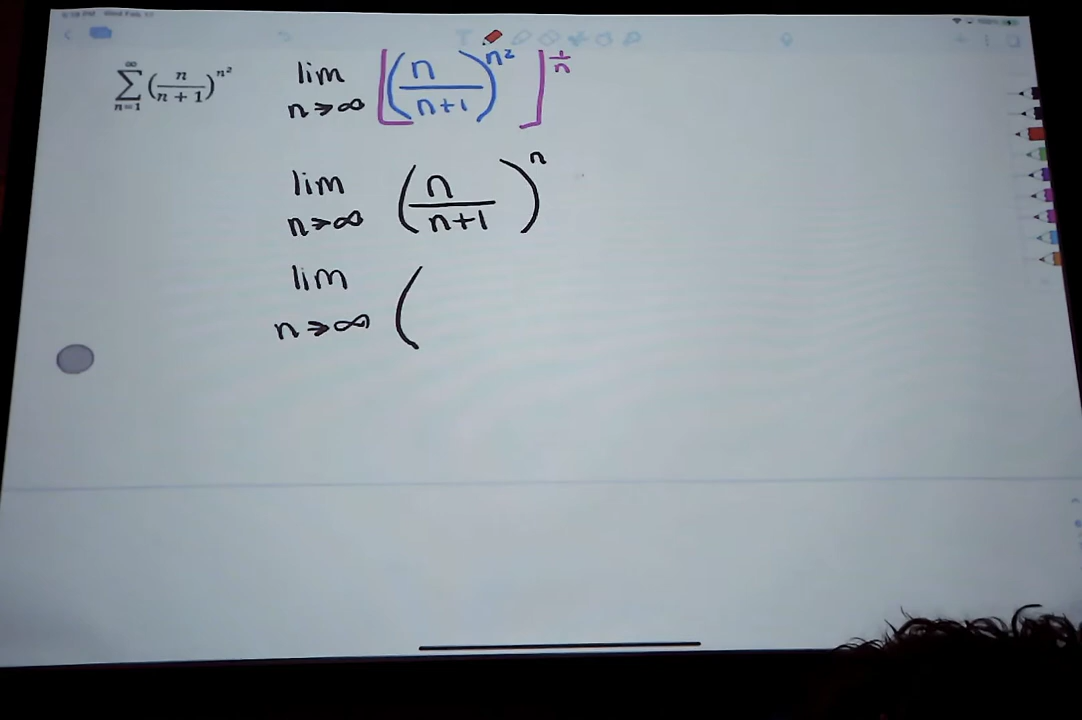 ∑_{n=1}^{∞} (n/(n + 1))^{n²}   lim_{n→∞} [(n/(n+1))^{n²}]^{1/n}
lim_{n→∞} (n/(n+1))^n
lim_{n→∞} (